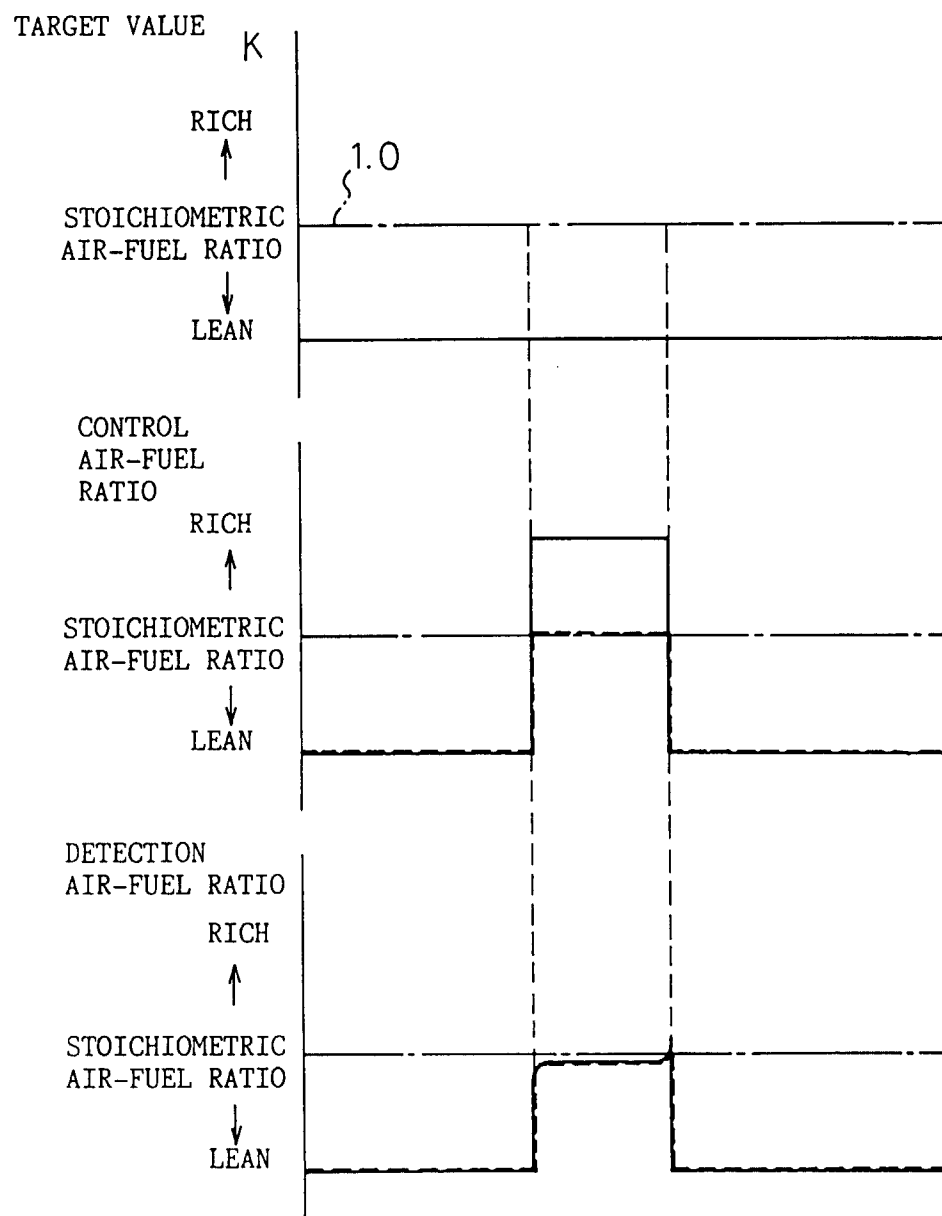 TARGET VALUE
K
RICH
1.0
STOICHIOMETRIC
AIR-FUEL RATIO
LEAN
CONTROL
AIR-FUEL
RATIO
RICH
STOICHIOMETRIC
AIR-FUEL RATIO
LEAN
DETECTION
AIR-FUEL RATIO
RICH
STOICHIOMETRIC
AIR-FUEL RATIO
LEAN